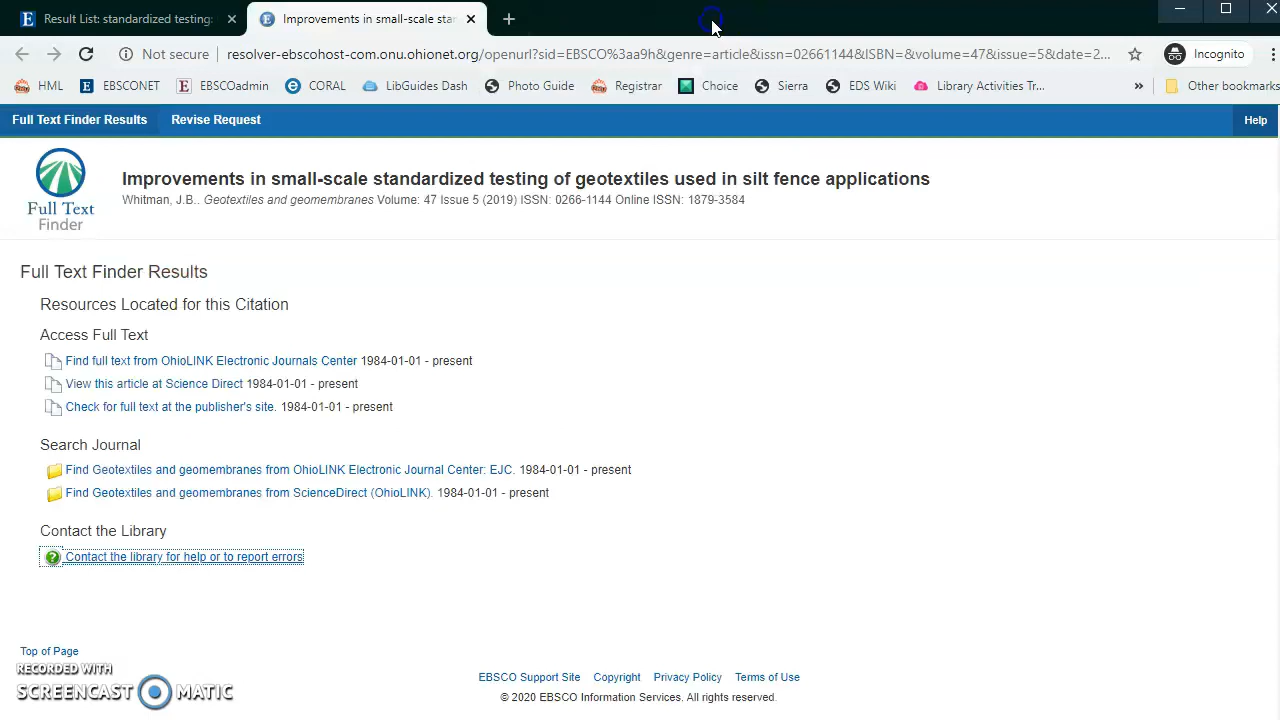 Result List: standardized testing:
Improvements in small-scale sta
Not secure
resolver-ebscohost-com.onu.ohionet.org/openurl?sid=EBSCO%3aa9h&genre=article&issn=02661144&ISBN=&volume=47&issue=5&date=2...
Incognito
HML
EBSCONET
EBSCOadmin
CORAL
LibGuides Dash
Photo Guide
Registrar
Choice
Sierra
EDS Wiki
Library Activities Tr...
»
Other bookmarks
Full Text Finder Results
Revise Request
Help
Improvements in small-scale standardized testing of geotextiles used in silt fence applications
Whitman, J.B.. Geotextiles and geomembranes Volume: 47 Issue 5 (2019) ISSN: 0266-1144 Online ISSN: 1879-3584
Full Text
Finder
Full Text Finder Results
Resources Located for this Citation
Access Full Text
Find full text from OhioLINK Electronic Journals Center 1984-01-01 - present
View this article at Science Direct 1984-01-01 - present
Check for full text at the publisher's site. 1984-01-01 - present
Search Journal
Find Geotextiles and geomembranes from OhioLINK Electronic Journal Center: EJC. 1984-01-01 - present
Find Geotextiles and geomembranes from ScienceDirect (OhioLINK). 1984-01-01 - present
Contact the Library
Contact the library for help or to report errors
Top of Page
RECORDED WITH
SCREENCAST MATIC
EBSCO Support Site Copyright Privacy Policy Terms of Use
© 2020 EBSCO Information Services. All rights reserved.